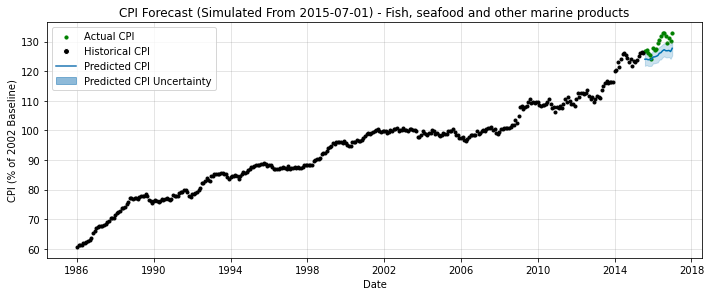 CPI Forecast (Simulated From 2015-07-01) - Fish, seafood and other marine products
Actual CPI
Historical CPI
Predicted CPI
Predicted CPI Uncertainty
CPI (% of 2002 Baseline)
130
120
110
100
90
80
70
60
1986 1990 1994 1998 2002 2006 2010 2014 2018
Date